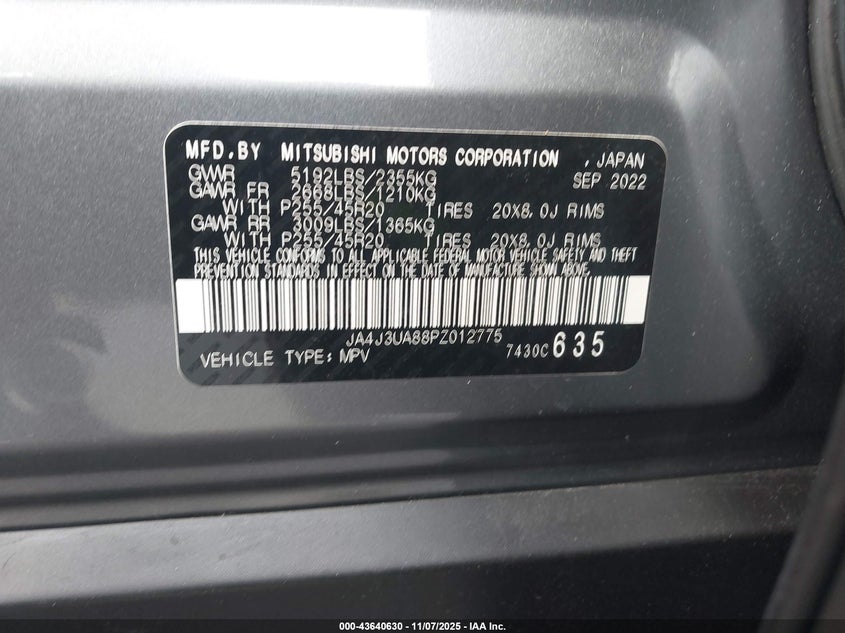 MFD. BY MITSUBISHI MOTORS CORPORATION , JAPAN
GVWR 5192LBS/2355KG SEP 2022
GAWR FR 2668LBS/1210KG
WITH P255/45R20 TIRES 20X8.0J RIMS
GAWR RR 3009LBS/1365KG
WITH P255/45R20 TIRES 20X8.0J RIMS
THIS VEHICLE CONFORMS TO ALL APPLICABLE FEDERAL MOTOR VEHICLE SAFETY AND THEFT
PREVENTION STANDARDS IN EFFECT ON THE DATE OF MANUFACTURE SHOWN ABOVE.
JA4J3UA88PZ012775
VEHICLE TYPE: MPV 7430C 635
000-43640630 | 11/07/2025 - IAA Inc.